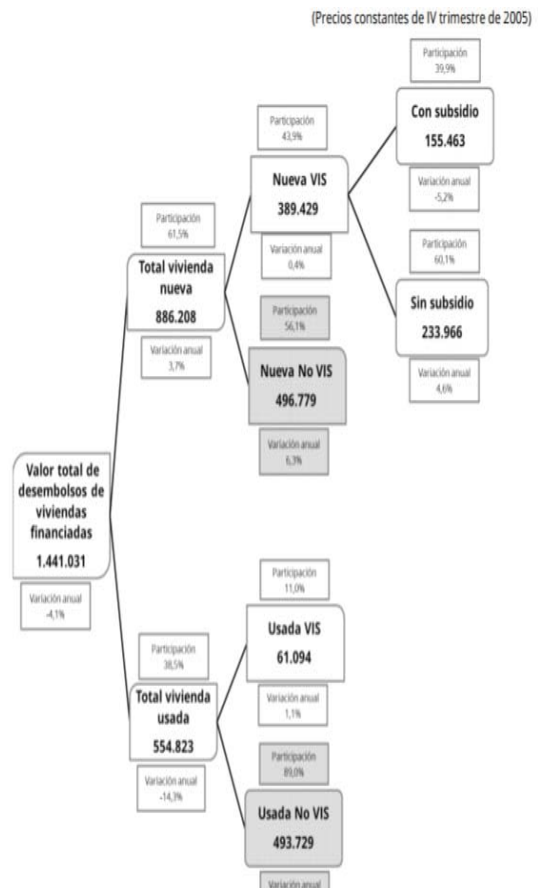 (Precios constantes de IV trimestre de 2005)
Participación
39,9%
Con subsidio
155.463
Variación anual
-5,2%
Participación
43,9%
Nueva VIS
389.429
Variación anual
0,4%
Participación
60,1%
Sin subsidio
233.966
Variación anual
4,6%
Participación
61,5%
Total vivienda
nueva
886.208
Variación anual
3,7%
Participación
56,1%
Nueva No VIS
496.779
Variación anual
6,3%
Valor total de
desembolsos de
viviendas
financiadas
1.441.031
Variación anual
-4,1%
Participación
11,0%
Usada VIS
61.094
Variación anual
1,1%
Participación
38,5%
Total vivienda
usada
554.823
Variación anual
-14,3%
Participación
89,0%
Usada No VIS
493.729
Variación anual